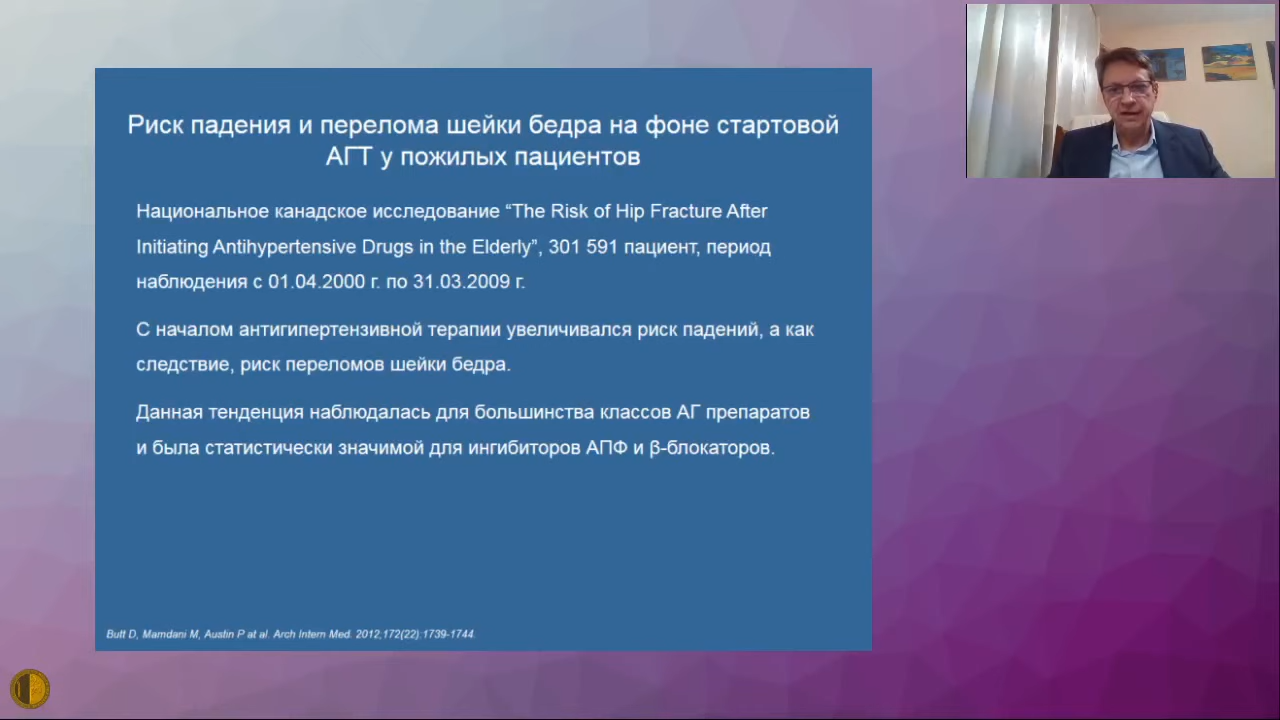 Риск падения и перелома шейки бедра на фоне стартовой
АГТ у пожилых пациентов
Национальное канадское исследование “The Risk of Hip Fracture After
Initiating Antihypertensive Drugs in the Elderly”, 301 591 пациент, период
наблюдения с 01.04.2000 г. по 31.03.2009 г.
С началом антигипертензивной терапии увеличивался риск падений, а как
следствие, риск переломов шейки бедра.
Данная тенденция наблюдалась для большинства классов АГ препаратов
и была статистически значимой для ингибиторов АПФ и β-блокаторов.
Butt D, Mamdani M, Austin P at al. Arch Intern Med. 2012;172(22):1739-1744.